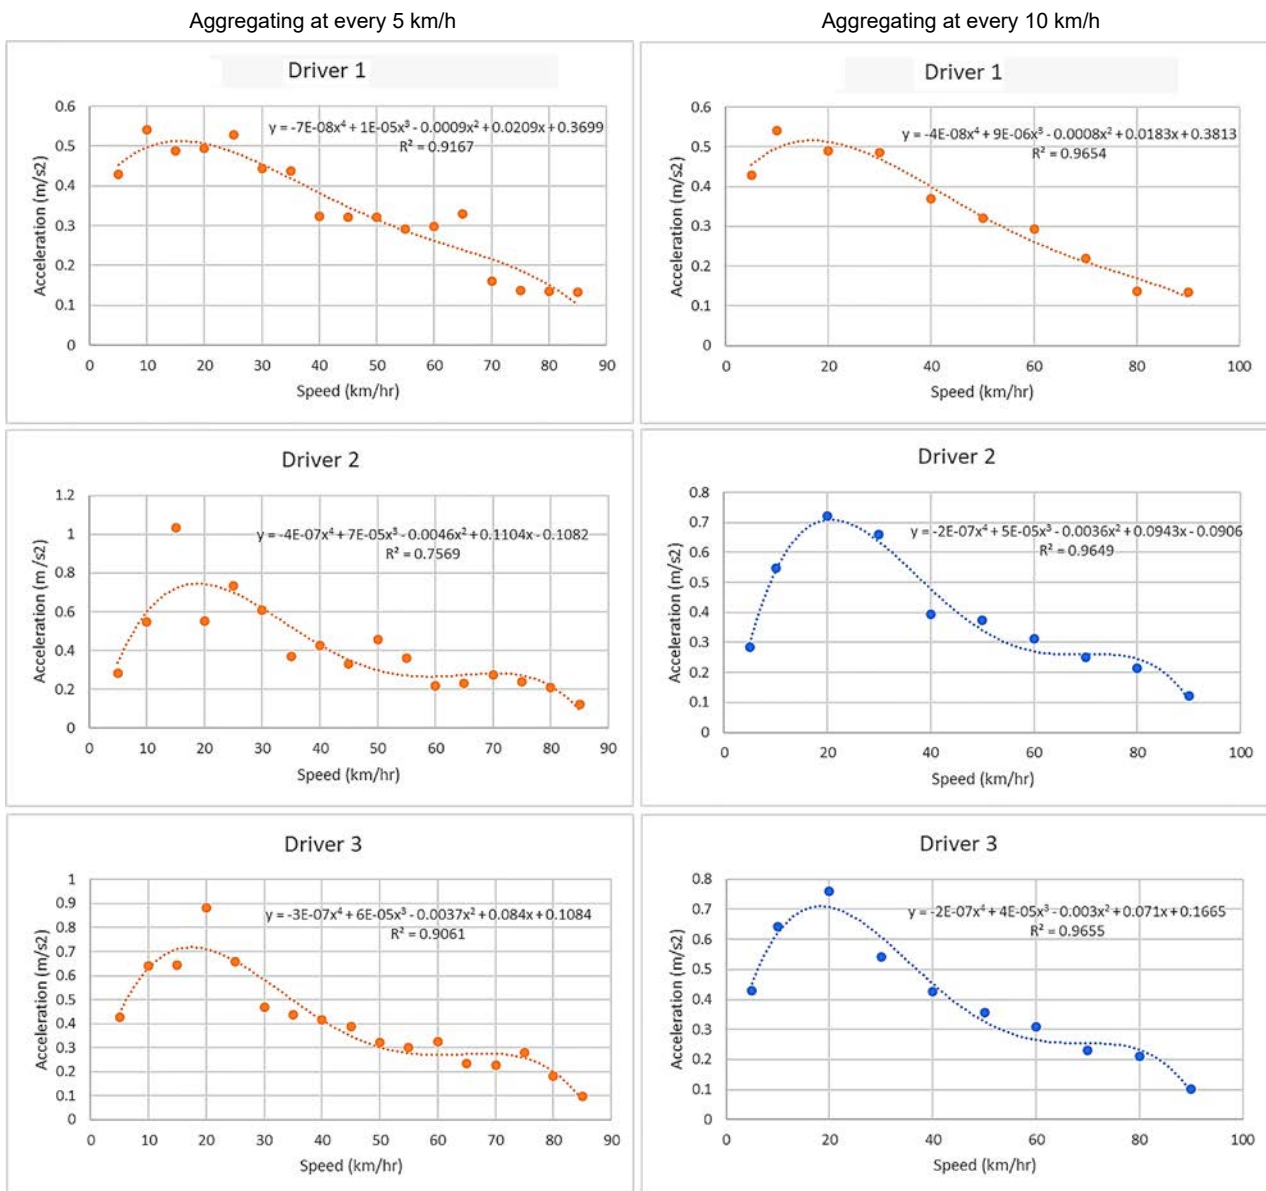 Aggregating at every 5 km/h
Aggregating at every 10 km/h
Driver 1
0.6
0.5
0.4
0.3
0.2
0.1
0
Acceleration (m/s2)
y = -7E-08x⁴ + 1E-05x³ - 0.0009x² + 0.0209x + 0.3699
R² = 0.9167
0 10 20 30 40 50 60 70 80 90
Speed (km/hr)
Driver 1
0.6
0.5
0.4
0.3
0.2
0.1
0
Acceleration (m/s2)
y = -4E-08x⁴ + 9E-06x³ - 0.0008x² + 0.0183x + 0.3813
R² = 0.9654
0 20 40 60 80 100
Speed (km/hr)
Driver 2
1.2
1
0.8
0.6
0.4
0.2
0
Acceleration (m/s2)
y = -4E-07x⁴ + 7E-05x³ - 0.0046x² + 0.1104x - 0.1082
R² = 0.7569
0 10 20 30 40 50 60 70 80 90
Speed (km/hr)
Driver 2
0.8
0.7
0.6
0.5
0.4
0.3
0.2
0.1
0
Acceleration (m/s2)
y = -2E-07x⁴ + 5E-05x³ - 0.0036x² + 0.0943x - 0.0906
R² = 0.9649
0 20 40 60 80 100
Speed (km/hr)
Driver 3
1
0.9
0.8
0.7
0.6
0.5
0.4
0.3
0.2
0.1
0
Acceleration (m/s2)
y = -3E-07x⁴ + 6E-05x³ - 0.0037x² + 0.084x + 0.1084
R² = 0.9061
0 10 20 30 40 50 60 70 80 90
Speed (km/hr)
Driver 3
0.8
0.7
0.6
0.5
0.4
0.3
0.2
0.1
0
Acceleration (m/s2)
y = -2E-07x⁴ + 4E-05x³ - 0.003x² + 0.071x + 0.1665
R² = 0.9655
0 20 40 60 80 100
Speed (km/hr)